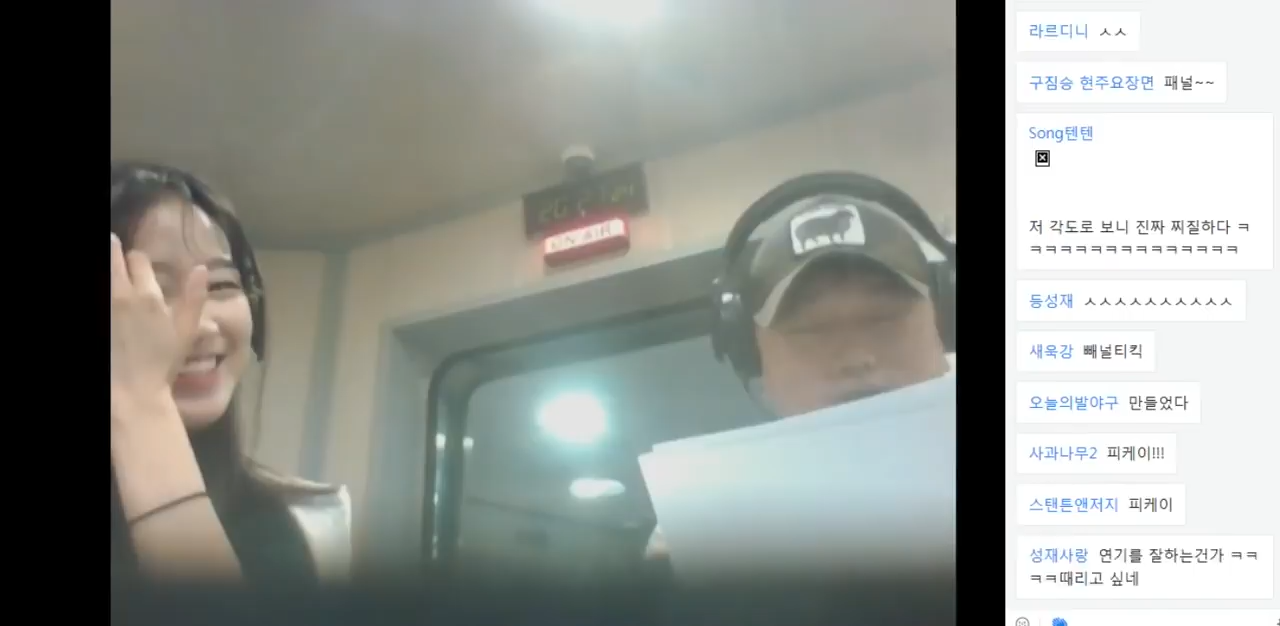 ON AIR
라르디니 ㅅㅅ
구짐승 현주요장면 패널~~
Song텐텐
저 각도로 보니 진짜 찌질하다 ㅋ
ㅋㅋㅋㅋㅋㅋㅋㅋㅋㅋㅋㅋㅋㅋ
등성재 ㅅㅅㅅㅅㅅㅅㅅㅅㅅㅅ
새욱강 빼널티킥
오늘의발야구 만들었다
사과나무2 피케이!!!
스탠튼앤저지 피케이
성재사랑 연기를 잘하는건가 ㅋㅋ
ㅋㅋ때리고 싶네